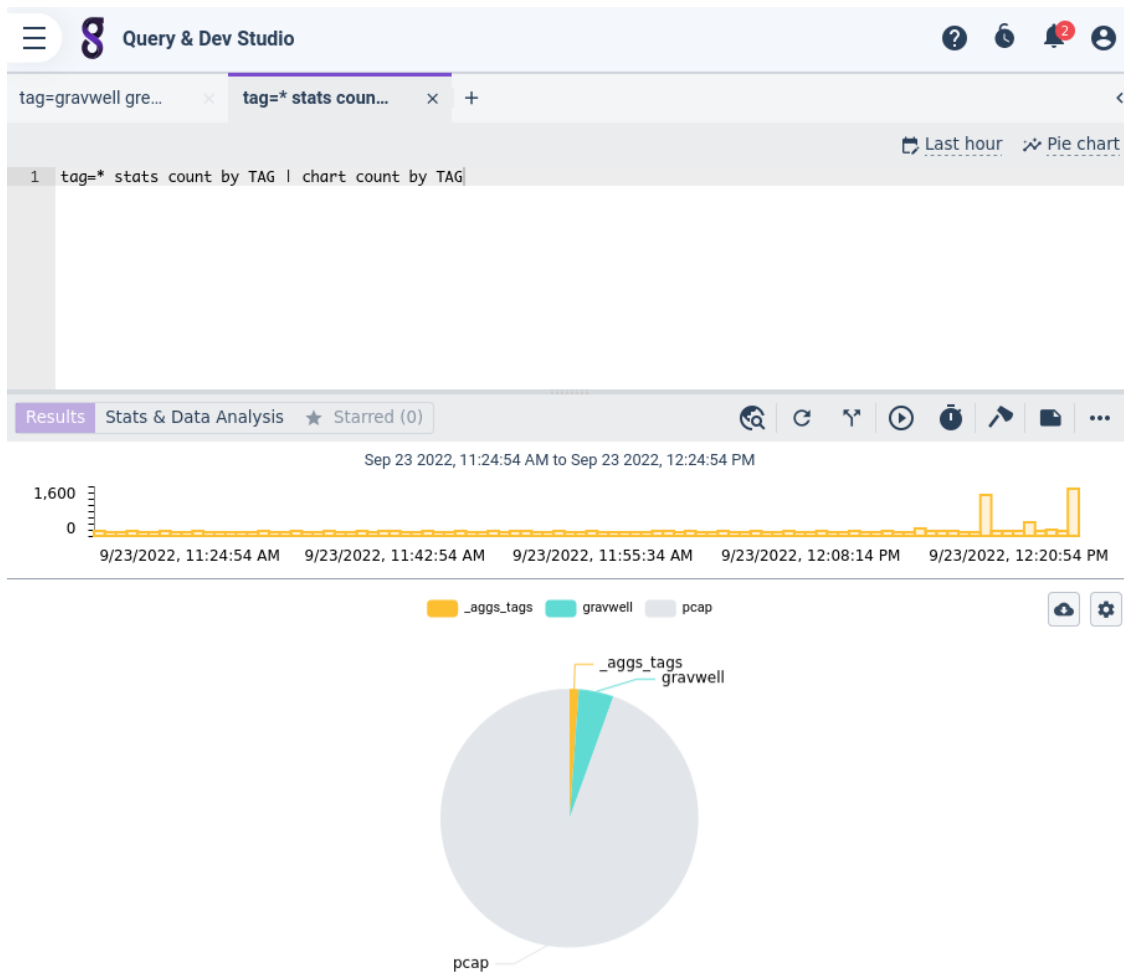 Query & Dev Studio
2
tag=gravwell gre...
tag=* stats coun...
Last hour
Pie chart
1 tag=* stats count by TAG | chart count by TAG
Results
Stats & Data Analysis
Starred (0)
Sep 23 2022, 11:24:54 AM to Sep 23 2022, 12:24:54 PM
1,600
0
9/23/2022, 11:24:54 AM 9/23/2022, 11:42:54 AM 9/23/2022, 11:55:34 AM 9/23/2022, 12:08:14 PM 9/23/2022, 12:20:54 PM
_aggs_tags gravwell pcap
_aggs_tags
gravwell
pcap